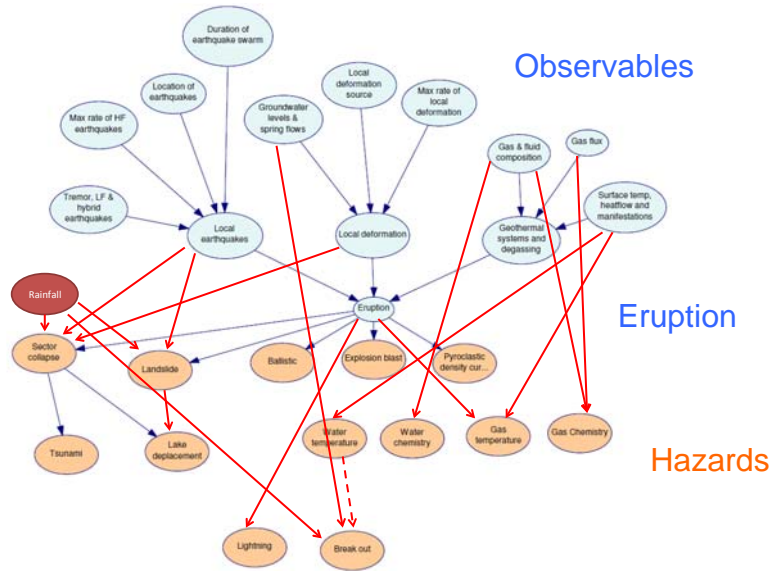 Duration of
earthquake swarm
Observables
Location of
earthquakes
Local
deformation
source
Max rate of HF
earthquakes
Groundwater
levels &
spring flows
Max rate of
local
deformation
Gas & fluid
composition
Gas flux
Tremor, LF &
hybrid
earthquakes
Surface temp,
heatflow and
manifestations
Local
earthquakes
Local deformation
Geothermal
systems and
degassing
Rainfall
Eruption
Eruption
Sector
collapse
Landslide
Ballistic
Explosion blast
Pyroclastic
density cur...
Tsunami
Lake
deplacement
Water
temperature
Water
chemistry
Gas
temperature
Gas Chemistry
Hazards
Lightning
Break out